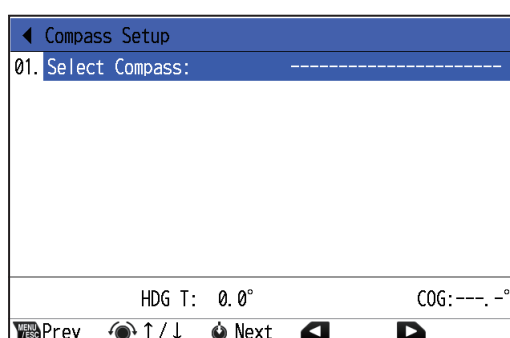 Compass Setup
01. Select Compass: ----------------------
HDG T: 0.0° COG:---.-°
MENU/ESC Prev ↑/↓ Next